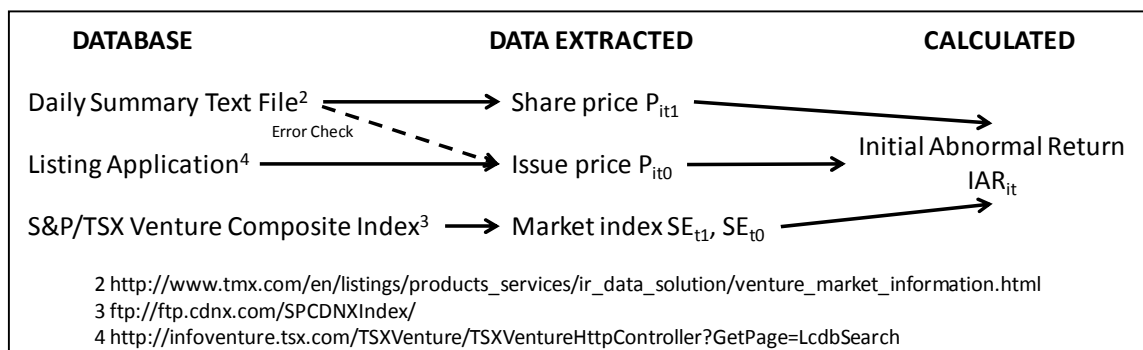 DATABASE DATA EXTRACTED CALCULATED
Daily Summary Text File2 Share price Pit1
Error Check
Initial Abnormal Return
Listing Application4 Issue price Pit0
IARit
S&P/TSX Venture Composite Index3 Market index SEt1, SEt0
2 http://www.tmx.com/en/listings/products_services/ir_data_solution/venture_market_information.html
3 ftp://ftp.cdnx.com/SPCDNXIndex/
4 http://infoventure.tsx.com/TSXVenture/TSXVentureHttpController?GetPage=LcdbSearch